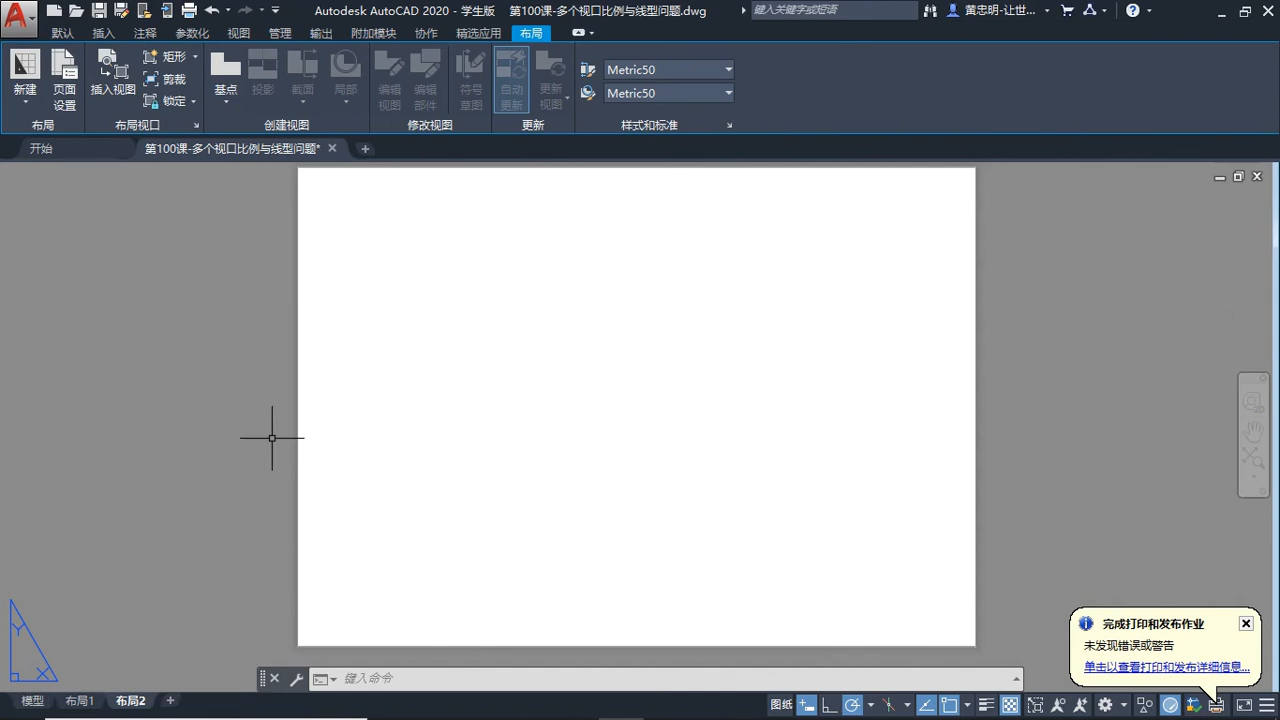 Autodesk AutoCAD 2020 - 学生版 第100课-多个视口比例与线型问题.dwg 键入关键字或短语 黄忠明-让世...
默认 插入 注释 参数化 视图 管理 输出 附加模块 协作 精选应用 布局
新建 页面设置 插入视图 矩形 剪裁 锁定 基点 投影 截面 局部 编辑视图 编辑部件 符号草图 自动更新 更新视图 Metric50
Metric50
布局 布局视口 创建视图 修改视图 更新 样式和标准
开始 第100课-多个视口比例与线型问题*
Y
X
完成打印和发布作业
未发现错误或警告
单击以查看打印和发布详细信息...
键入命令
模型 布局1 布局2 图纸